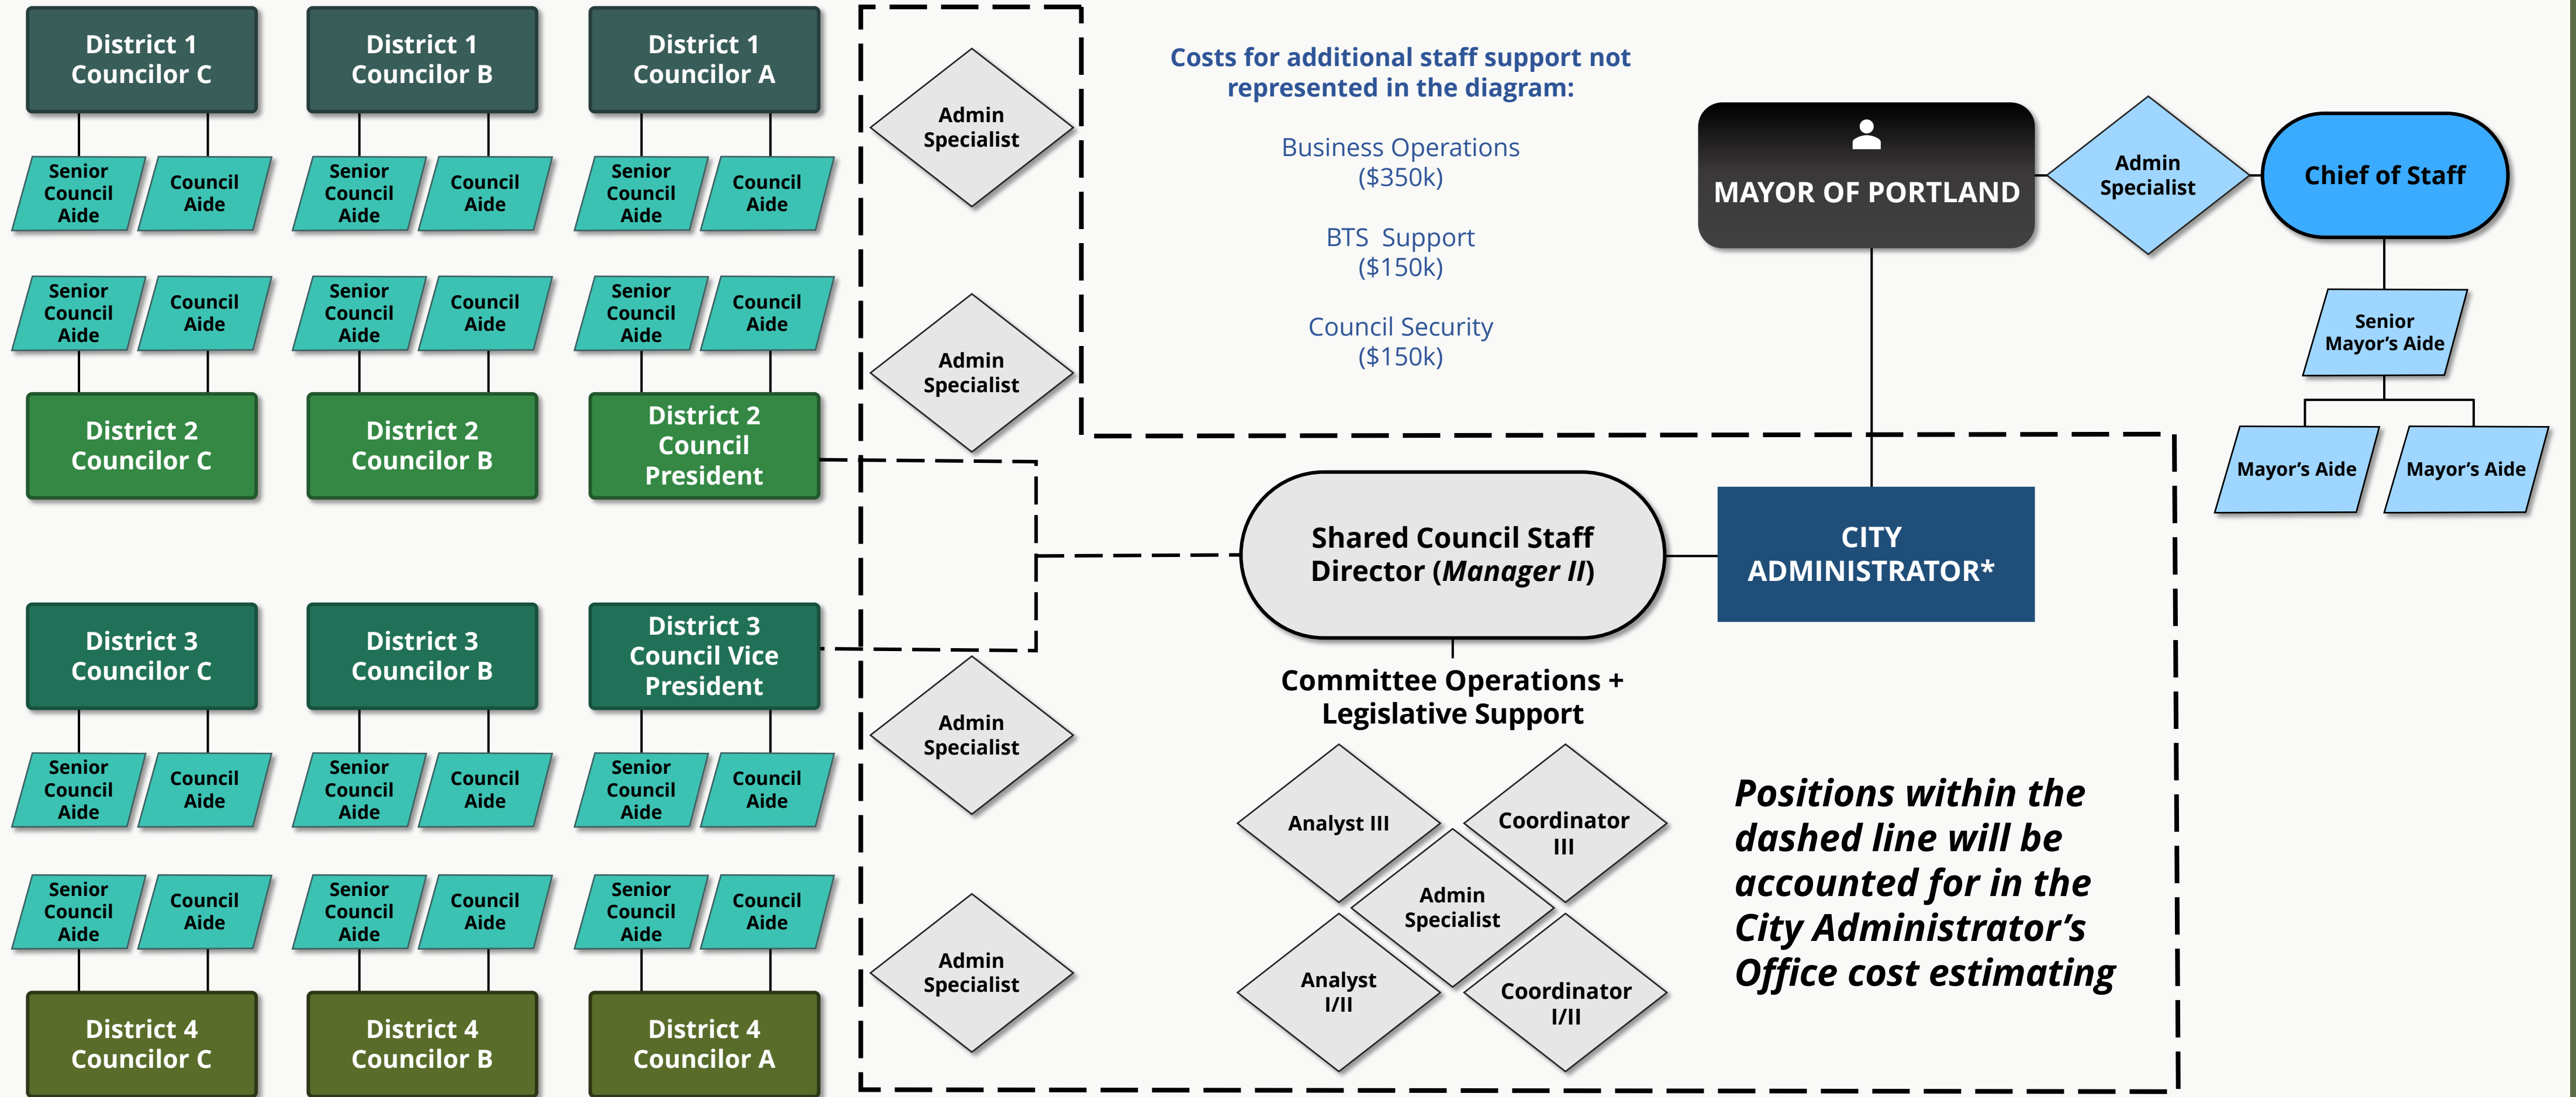 District 1
Councilor C
District 1
Councilor B
District 1
Councilor A
Senior
Council
Aide
Council
Aide
Senior
Council
Aide
Council
Aide
Senior
Council
Aide
Council
Aide
Senior
Council
Aide
Council
Aide
Senior
Council
Aide
Council
Aide
Senior
Council
Aide
Council
Aide
District 2
Councilor C
District 2
Councilor B
District 2
Council
President
District 3
Councilor C
District 3
Councilor B
District 3
Council Vice
President
Senior
Council
Aide
Council
Aide
Senior
Council
Aide
Council
Aide
Senior
Council
Aide
Council
Aide
Senior
Council
Aide
Council
Aide
Senior
Council
Aide
Council
Aide
Senior
Council
Aide
Council
Aide
District 4
Councilor C
District 4
Councilor B
District 4
Councilor A
Admin
Specialist
Admin
Specialist
Admin
Specialist
Admin
Specialist
Costs for additional staff support not
represented in the diagram:
Business Operations
($350k)
BTS Support
($150k)
Council Security
($150k)
MAYOR OF PORTLAND
Admin
Specialist
Chief of Staff
Senior
Mayor’s Aide
Mayor’s Aide
Mayor’s Aide
Shared Council Staff
Director (Manager II)
CITY
ADMINISTRATOR*
Committee Operations +
Legislative Support
Analyst III
Coordinator
III
Admin
Specialist
Analyst
I/II
Coordinator
I/II
Positions within the
dashed line will be
accounted for in the
City Administrator’s
Office cost estimating